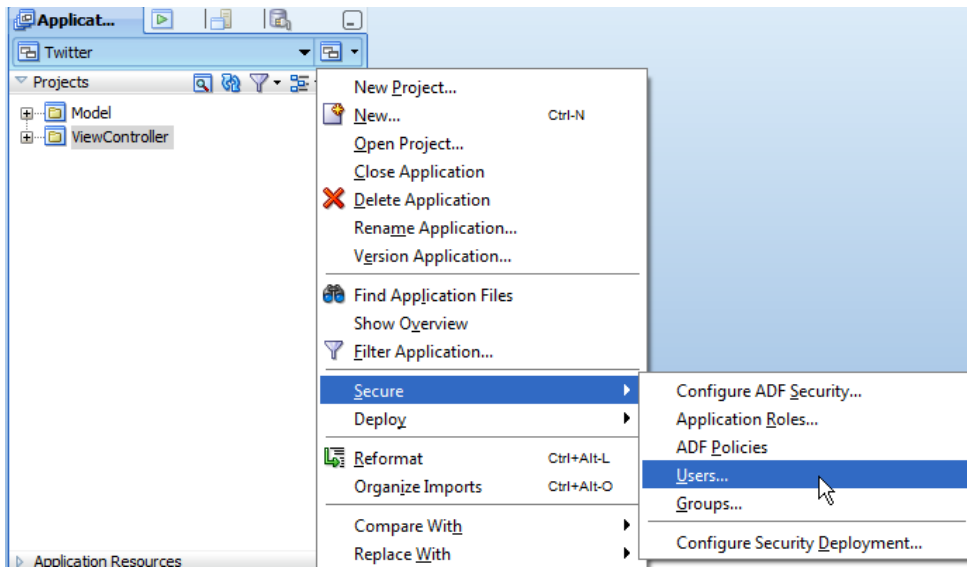 Applicat...
Twitter
Projects
Model
ViewController
Application Resources
New Project...
New... Ctrl-N
Open Project...
Close Application
Delete Application
Rename Application...
Version Application...
Find Application Files
Show Overview
Filter Application...
Secure
Deploy
Reformat Ctrl+Alt-L
Organize Imports Ctrl+Alt-O
Compare With
Replace With
Configure ADF Security...
Application Roles...
ADF Policies
Users...
Groups...
Configure Security Deployment...